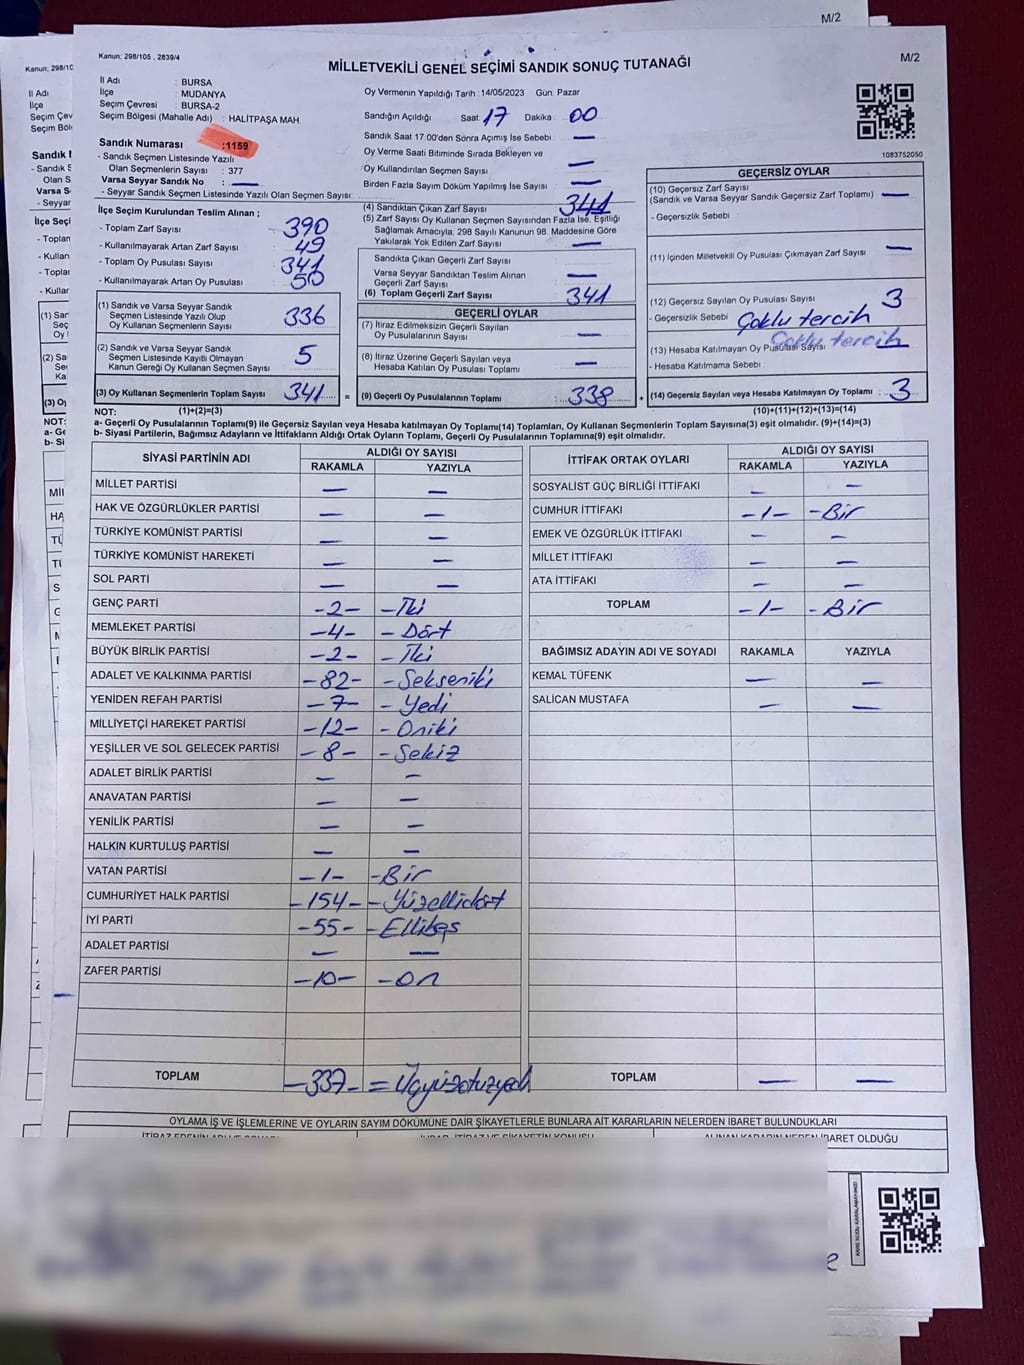 M/2
Kanun: 298/10
İl Adı
İlçe
Seçim Çev
Seçim Böl
Kanun: 298/105 , 2839/4
M/2
MİLLETVEKİLİ GENEL SEÇİMİ SANDIK SONUÇ TUTANAĞI
İl Adı : BURSA
İlçe : MUDANYA
Seçim Çevresi : BURSA-2
Seçim Bölgesi (Mahalle Adı) : HALİTPAŞA MAH
Sandık Numarası :1159
- Sandık Seçmen Listesinde Yazılı
Olan Seçmenlerin Sayısı : 377
Varsa Seyyar Sandık No : —
- Seyyar Sandık Seçmen Listesinde Yazılı Olan Seçmen Sayısı:
İlçe Seçim Kurulundan Teslim Alınan ;
- Toplam Zarf Sayısı 390
- Kullanılmayarak Artan Zarf Sayısı 49
- Toplam Oy Pusulası Sayısı 341
- Kullanılmayarak Artan Oy Pusulası 50
(1) Sandık ve Varsa Seyyar Sandık
Seçmen Listesinde Yazılı Olup
Oy Kullanan Seçmenlerin Sayısı 336
(2) Sandık ve Varsa Seyyar Sandık
Seçmen Listesinde Kayıtlı Olmayan
Kanun Gereği Oy Kullanan Seçmen Sayısı 5
(3) Oy Kullanan Seçmenlerin Toplam Sayısı 341 =
Oy Vermenin Yapıldığı Tarih :14/05/2023 Gün: Pazar
Sandığın Açıldığı Saat: 17 Dakika : 00
Sandık Saat 17.00'den Sonra Açımış İse Sebebi —
Oy Verme Saati Bitiminde Sırada Bekleyen ve
Oy Kullandırılan Seçmen Sayısı —
Birden Fazla Sayım Döküm Yapılmış İse Sayısı —
(4) Sandıktan Çıkan Zarf Sayısı 341
(5) Zarf Sayısı Oy Kullanan Seçmen Sayısından Fazla İse, Eşitliği
Sağlamak Amacıyla, 298 Sayılı Kanunun 98. Maddesine Göre
Yakılarak Yok Edilen Zarf Sayısı —
Sandıkta Çıkan Geçerli Zarf Sayısı
Varsa Seyyar Sandıktan Teslim Alınan
Geçerli Zarf Sayısı —
(6) Toplam Geçerli Zarf Sayısı 341
GEÇERLİ OYLAR
(7) İtiraz Edilmeksizin Geçerli Sayılan
Oy Pusulalarının Sayısı —
(8) İtiraz Üzerine Geçerli Sayılan veya
Hesaba Katılan Oy Pusulası Toplamı —
(9) Geçerli Oy Pusulalarının Toplamı : 338 +
1083752050
GEÇERSİZ OYLAR
(10) Geçersiz Zarf Sayısı
(Sandık ve Varsa Seyyar Sandık Geçersiz Zarf Toplamı) —
- Geçersizlik Sebebi
(11) İçinden Milletvekili Oy Pusulası Çıkmayan Zarf Sayısı —
(12) Geçersiz Sayılan Oy Pusulası Sayısı 3
- Geçersizlik Sebebi Çoklu tercih
(13) Hesaba Katılmayan Oy Pusulası Sayısı —
Çoklu tercih
- Hesaba Katılmama Sebebi
(14) Geçersiz Sayılan veya Hesaba Katılmayan Oy Toplamı : 3
NOT: (1)+(2)=(3) (10)+(11)+(12)+(13)=(14)
a- Geçerli Oy Pusulalarının Toplamı(9) ile Geçersiz Sayılan veya Hesaba katılmayan Oy Toplamı(14) Toplamları, Oy Kullanan Seçmenlerin Toplam Sayısına(3) eşit olmalıdır. (9)+(14)=(3)
b- Siyasi Partilerin, Bağımsız Adayların ve İttifakların Aldığı Ortak Oyların Toplamı, Geçerli Oy Pusulalarının Toplamına(9) eşit olmalıdır.
SİYASİ PARTİNİN ADI ALDIĞI OY SAYISI
RAKAMLA YAZIYLA
MİLLET PARTİSİ — —
HAK VE ÖZGÜRLÜKLER PARTİSİ — —
TÜRKİYE KOMÜNİST PARTİSİ — —
TÜRKİYE KOMÜNİST HAREKETİ — —
SOL PARTİ — —
GENÇ PARTİ -2- -İki
MEMLEKET PARTİSİ -4- - Dört
BÜYÜK BİRLİK PARTİSİ -2- -İki
ADALET VE KALKINMA PARTİSİ -82- -Sekseniki
YENİDEN REFAH PARTİSİ -7- - Yedi
MİLLİYETÇİ HAREKET PARTİSİ -12- - Oniki
YEŞİLLER VE SOL GELECEK PARTİSİ -8- -Sekiz
ADALET BİRLİK PARTİSİ — —
ANAVATAN PARTİSİ — —
YENİLİK PARTİSİ — —
HALKIN KURTULUŞ PARTİSİ — —
VATAN PARTİSİ -1- -Bir
CUMHURİYET HALK PARTİSİ -154- -Yüzellidört
İYİ PARTİ -55- -Ellibeş
ADALET PARTİSİ — —
ZAFER PARTİSİ -10- -On
TOPLAM -337- =Üçyüzotuzyedi
İTTİFAK ORTAK OYLARI ALDIĞI OY SAYISI
RAKAMLA YAZIYLA
SOSYALİST GÜÇ BİRLİĞİ İTTİFAKI — —
CUMHUR İTTİFAKI -1- -Bir
EMEK VE ÖZGÜRLÜK İTTİFAKI — —
MİLLET İTTİFAKI — —
ATA İTTİFAKI — —
TOPLAM -1- -Bir
BAĞIMSIZ ADAYIN ADI VE SOYADI RAKAMLA YAZIYLA
KEMAL TÜFENK — —
SALİCAN MUSTAFA — —
TOPLAM — —
OYLAMA İŞ VE İŞLEMLERİNE VE OYLARIN SAYIM DÖKÜMÜNE DAİR ŞİKAYETLERLE BUNLARA AİT KARARLARIN NELERDEN İBARET BULUNDUKLARI